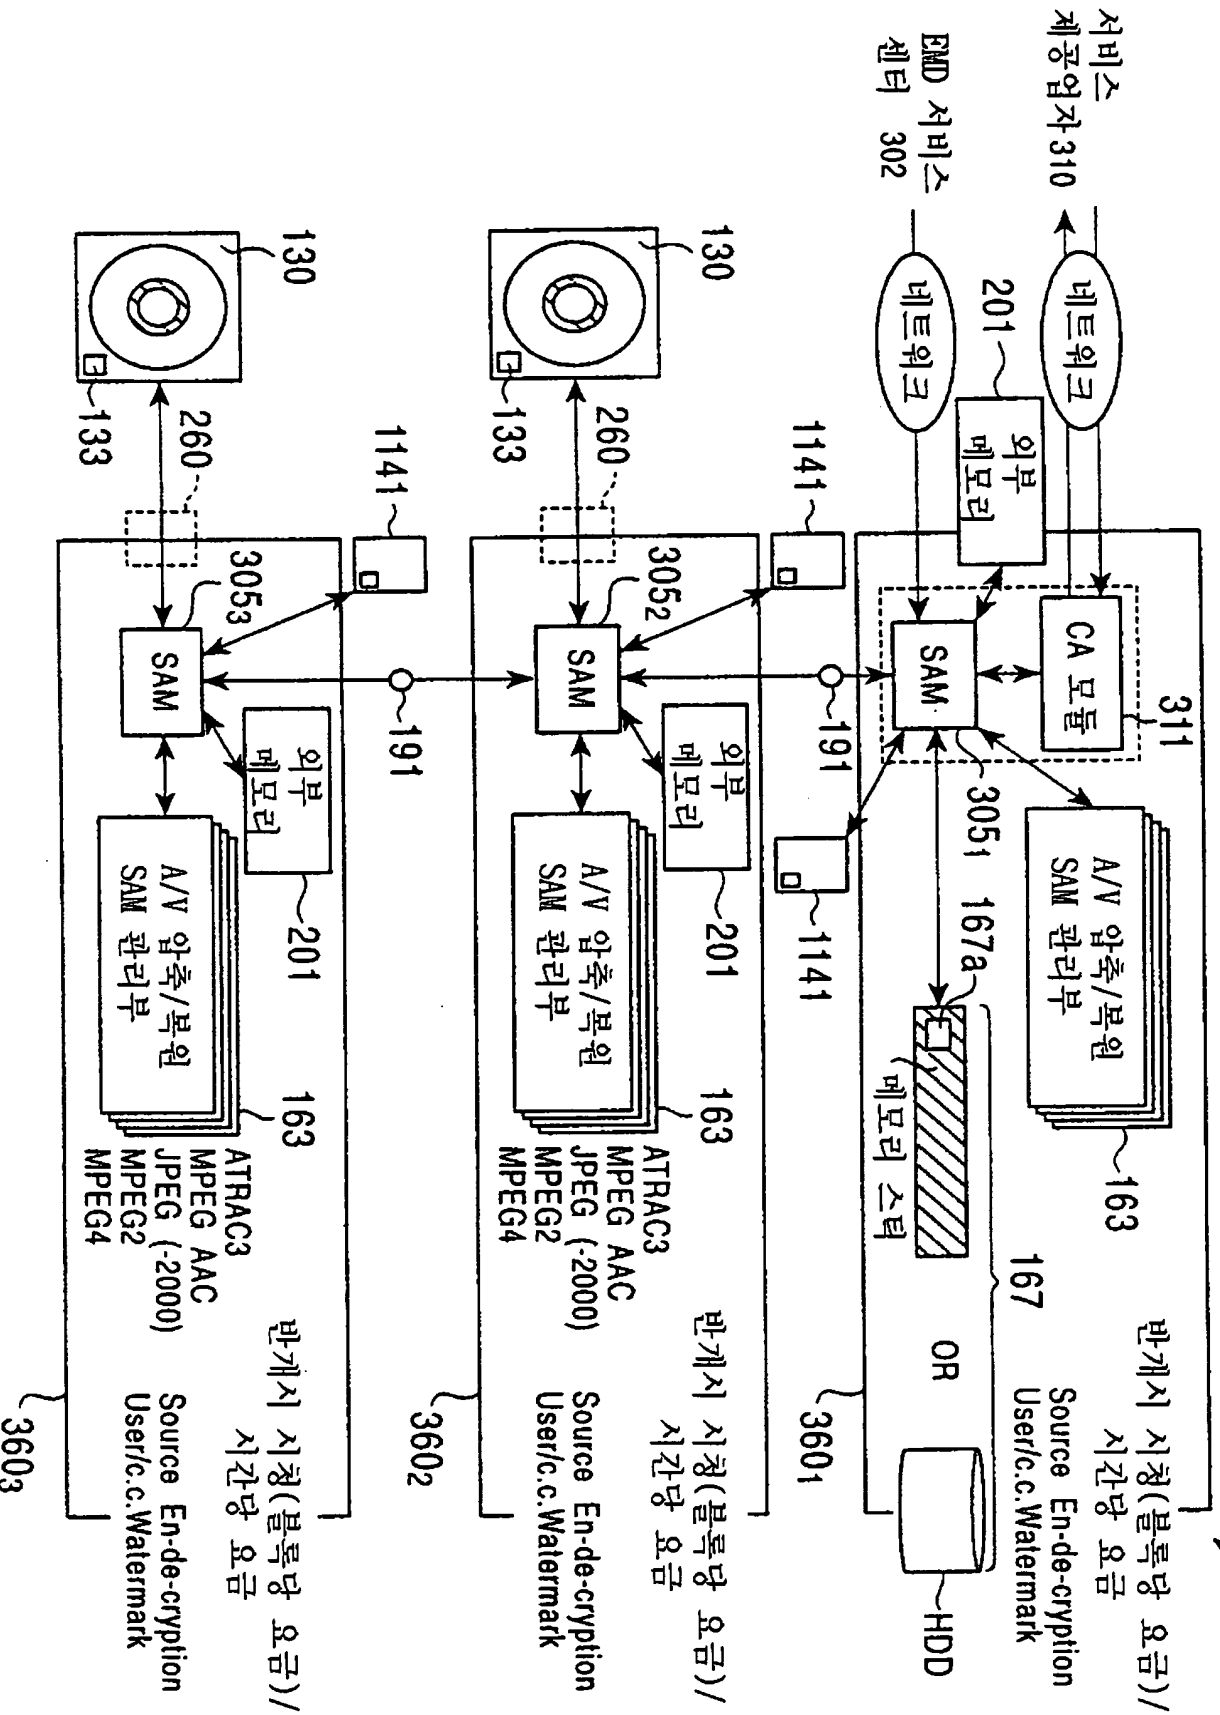 서비스
제공업자310
EMD 서비스
센터 302
네트워크
네트워크
201
외부
메모리
CA 모듈
311
SAM
305₁
A/V 압축/복원
SAM 관리부
163
167a
메모리 스틱
167
OR
HDD
1141
반개시 시청(블록당 요금)/
시간당 요금
Source En-de-cryption
User/c.c.Watermark
360₁
191
130
133
260
1141
305₂
SAM
외부
메모리
201
A/V 압축/복원
SAM 관리부
163
ATRAC3
MPEG AAC
JPEG (-2000)
MPEG2
MPEG4
반개시 시청(블록당 요금)/
시간당 요금
Source En-de-cryption
User/c.c.Watermark
360₂
191
130
133
260
1141
305₃
SAM
외부
메모리
201
A/V 압축/복원
SAM 관리부
163
ATRAC3
MPEG AAC
JPEG (-2000)
MPEG2
MPEG4
반개시 시청(블록당 요금)/
시간당 요금
Source En-de-cryption
User/c.c.Watermark
360₃